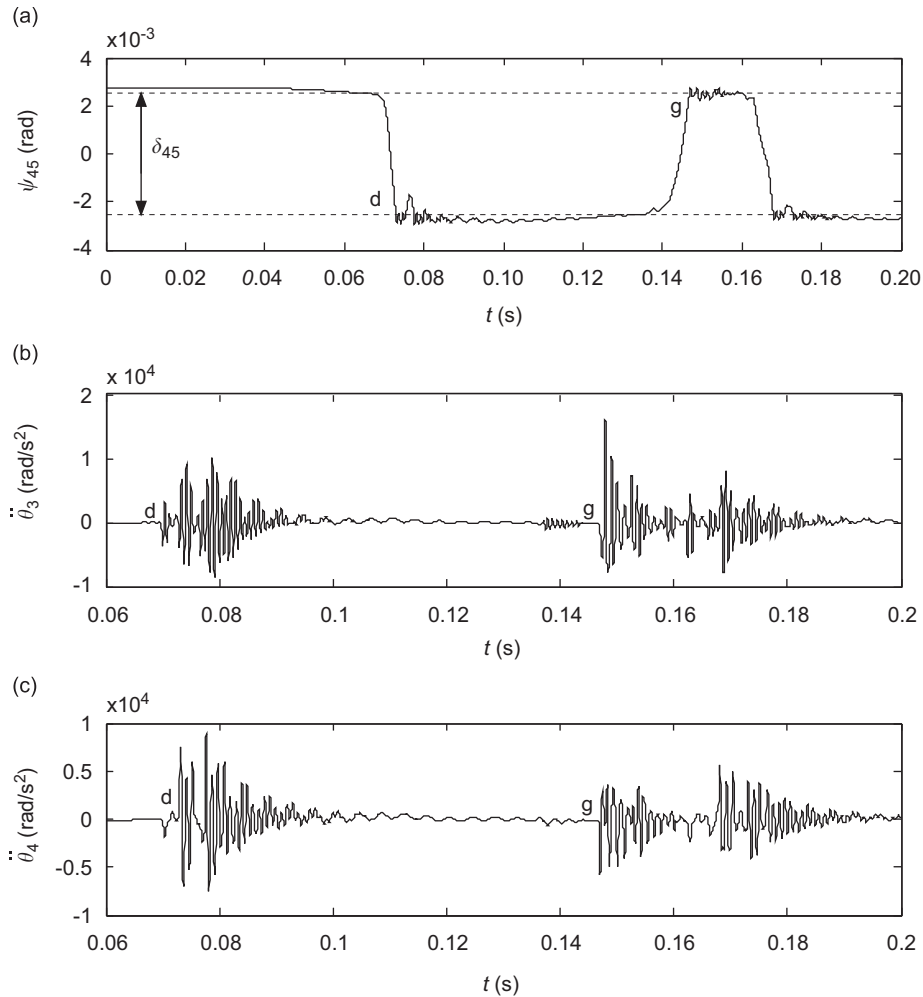 (a)
x10⁻³
4
2
0
-2
-4
ψ₄₅ (rad)
δ₄₅
d
g
0 0.02 0.04 0.06 0.08 0.10 0.12 0.14 0.16 0.18 0.20
t (s)
(b)
x 10⁴
2
1
0
-1
θ̈₃ (rad/s²)
d
g
0.06 0.08 0.1 0.12 0.14 0.16 0.18 0.2
t (s)
(c)
x10⁴
1
0.5
0
-0.5
-1
θ̈₄ (rad/s²)
d
g
0.06 0.08 0.1 0.12 0.14 0.16 0.18 0.2
t (s)